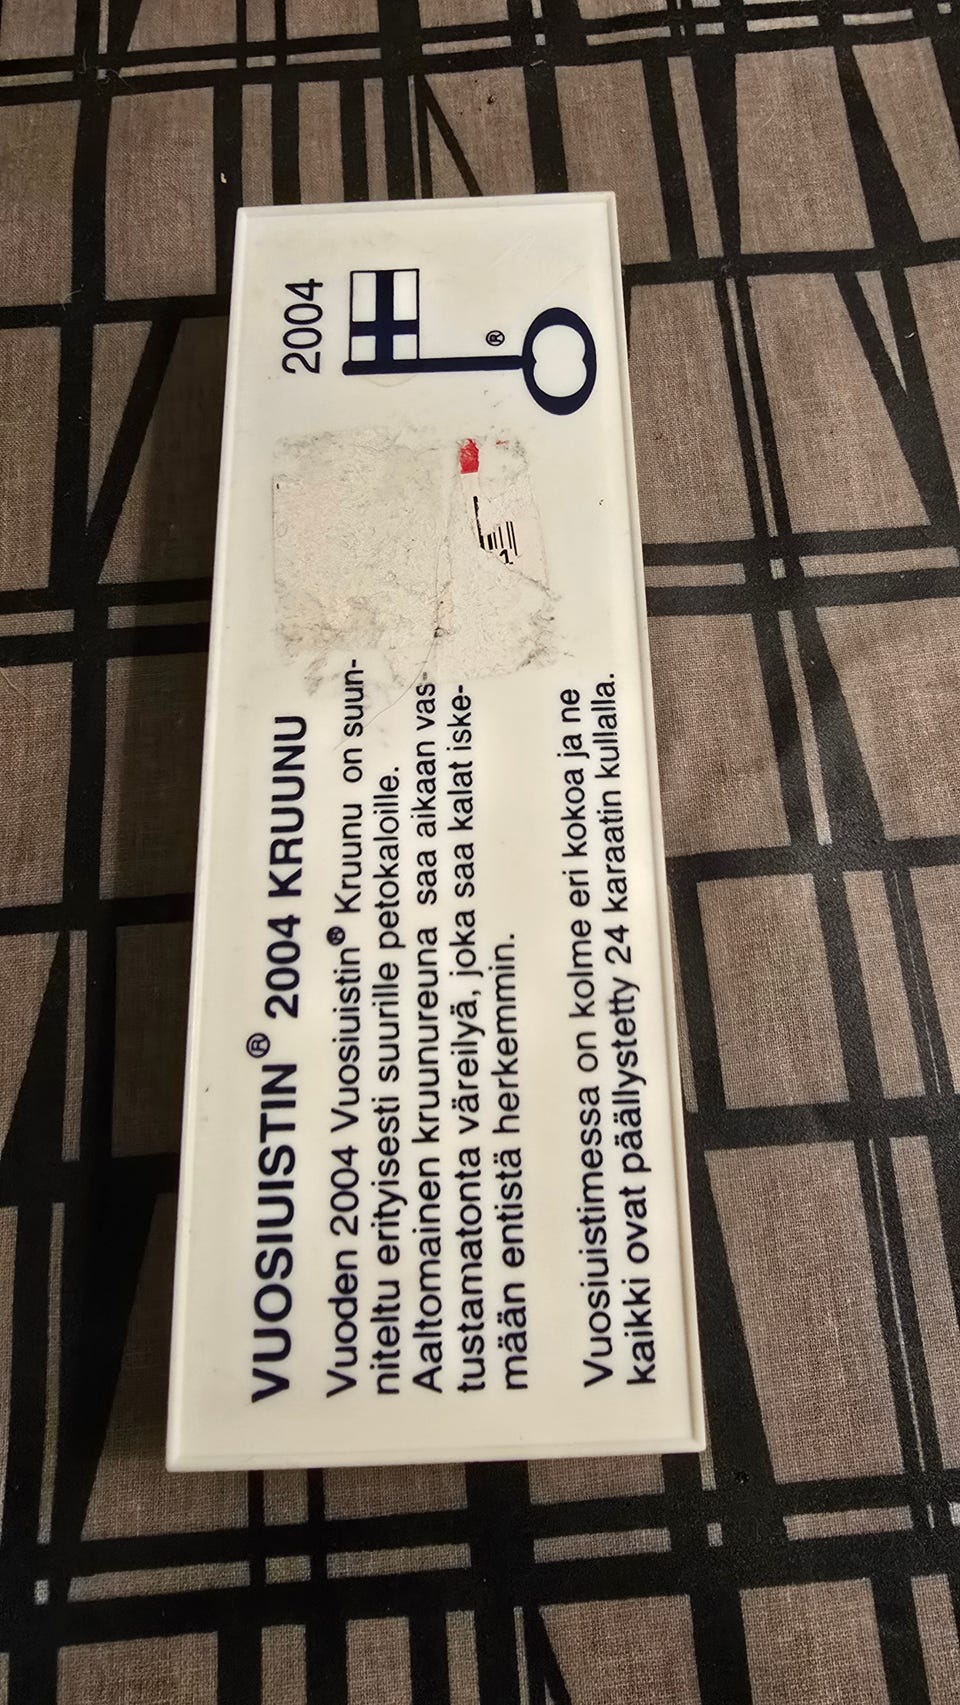 VUOSIUISTIN® 2004 KRUUNU
Vuoden 2004 Vuosiuistin® Kruunu on suun-
niteltu erityisesti suurille petokaloille.
Aaltomainen kruunureuna saa aikaan vas-
tustamatonta väreilyä, joka saa kalat iske-
mään entistä herkemmin.
Vuosiuistimessa on kolme eri kokoa ja ne
kaikki ovat päällystetty 24 karaatin kullalla.
2004
®
1